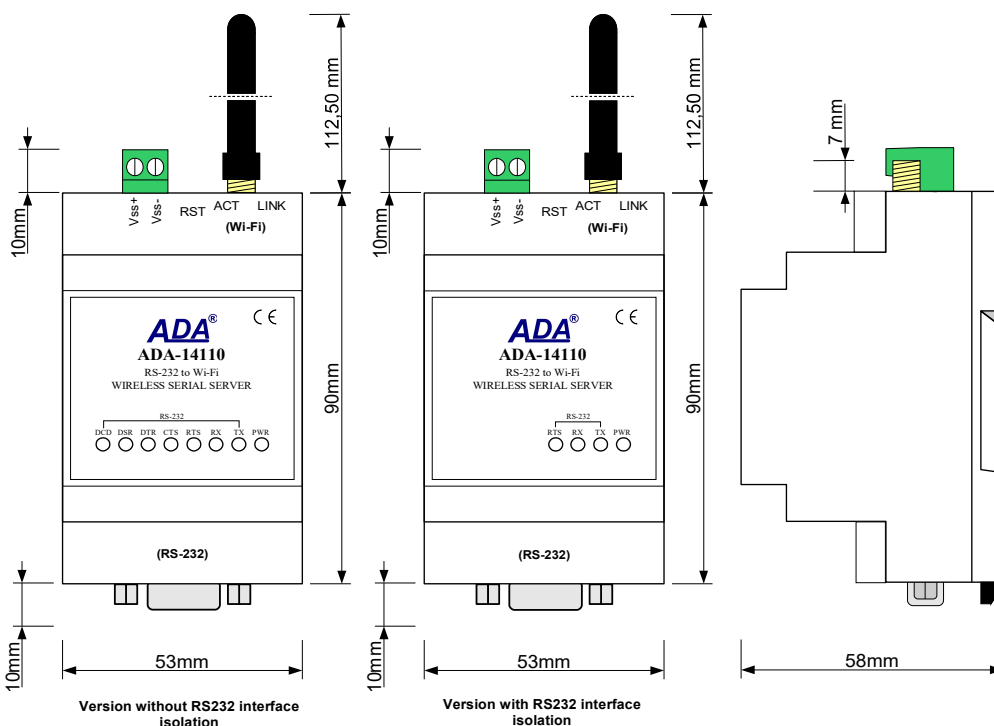 112,50 mm
10mm
Vss+
Vss-
RST
ACT
LINK
(Wi-Fi)
ADA®
CE
ADA-14110
RS-232 to Wi-Fi
WIRELESS SERIAL SERVER
RS-232
DCD DSR DTR CTS RTS RX TX PWR
90mm
(RS-232)
10mm
53mm
Version without RS232 interface
isolation
112,50 mm
10mm
Vss+
Vss-
RST
ACT
LINK
(Wi-Fi)
ADA®
CE
ADA-14110
RS-232 to Wi-Fi
WIRELESS SERIAL SERVER
RS-232
RTS RX TX PWR
90mm
(RS-232)
10mm
53mm
Version with RS232 interface
isolation
7 mm
58mm